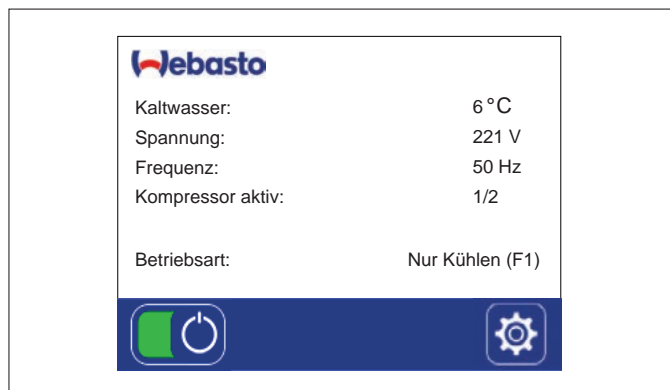 Webasto
Kaltwasser: 6 °C
Spannung: 221 V
Frequenz: 50 Hz
Kompressor aktiv: 1/2
Betriebsart: Nur Kühlen (F1)